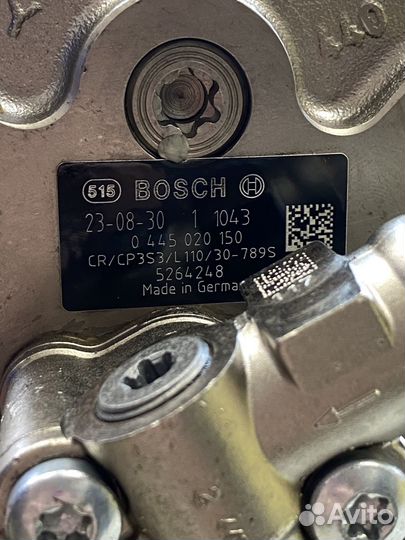 515 BOSCH
23-08-30 1 1043
0 445 020 150
CR/CP3S3/L110/30-789S
5264248
Made in German
Avito